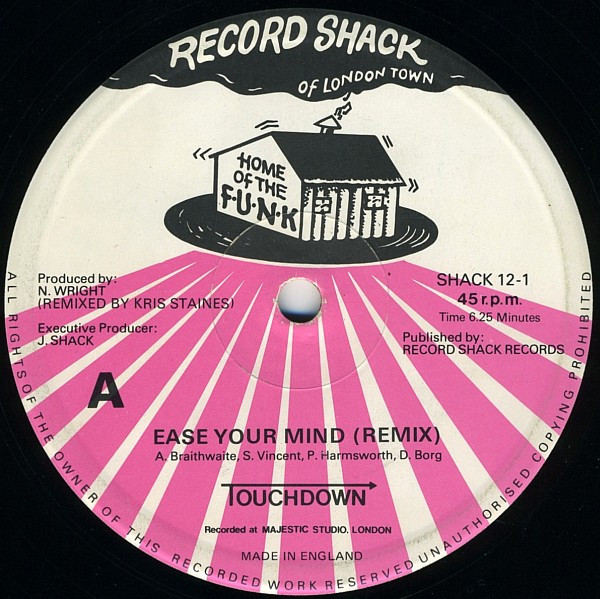 RECORD SHACK
OF LONDON TOWN
HOME
OF THE
F·U·N·K
Produced by:
N. WRIGHT
(REMIXED BY KRIS STAINES)
Executive Producer:
J. SHACK
SHACK 12-1
45 r.p.m.
Time 6.25 Minutes
Published by:
RECORD SHACK RECORDS
A
EASE YOUR MIND (REMIX)
A. Braithwaite, S. Vincent, P. Harmsworth, D. Borg
TOUCHDOWN
Recorded at MAJESTIC STUDIO, LONDON
MADE IN ENGLAND
ALL RIGHTS OF THE OWNER OF THIS RECORDED WORK RESERVED UNAUTHORISED COPYING PROHIBITED